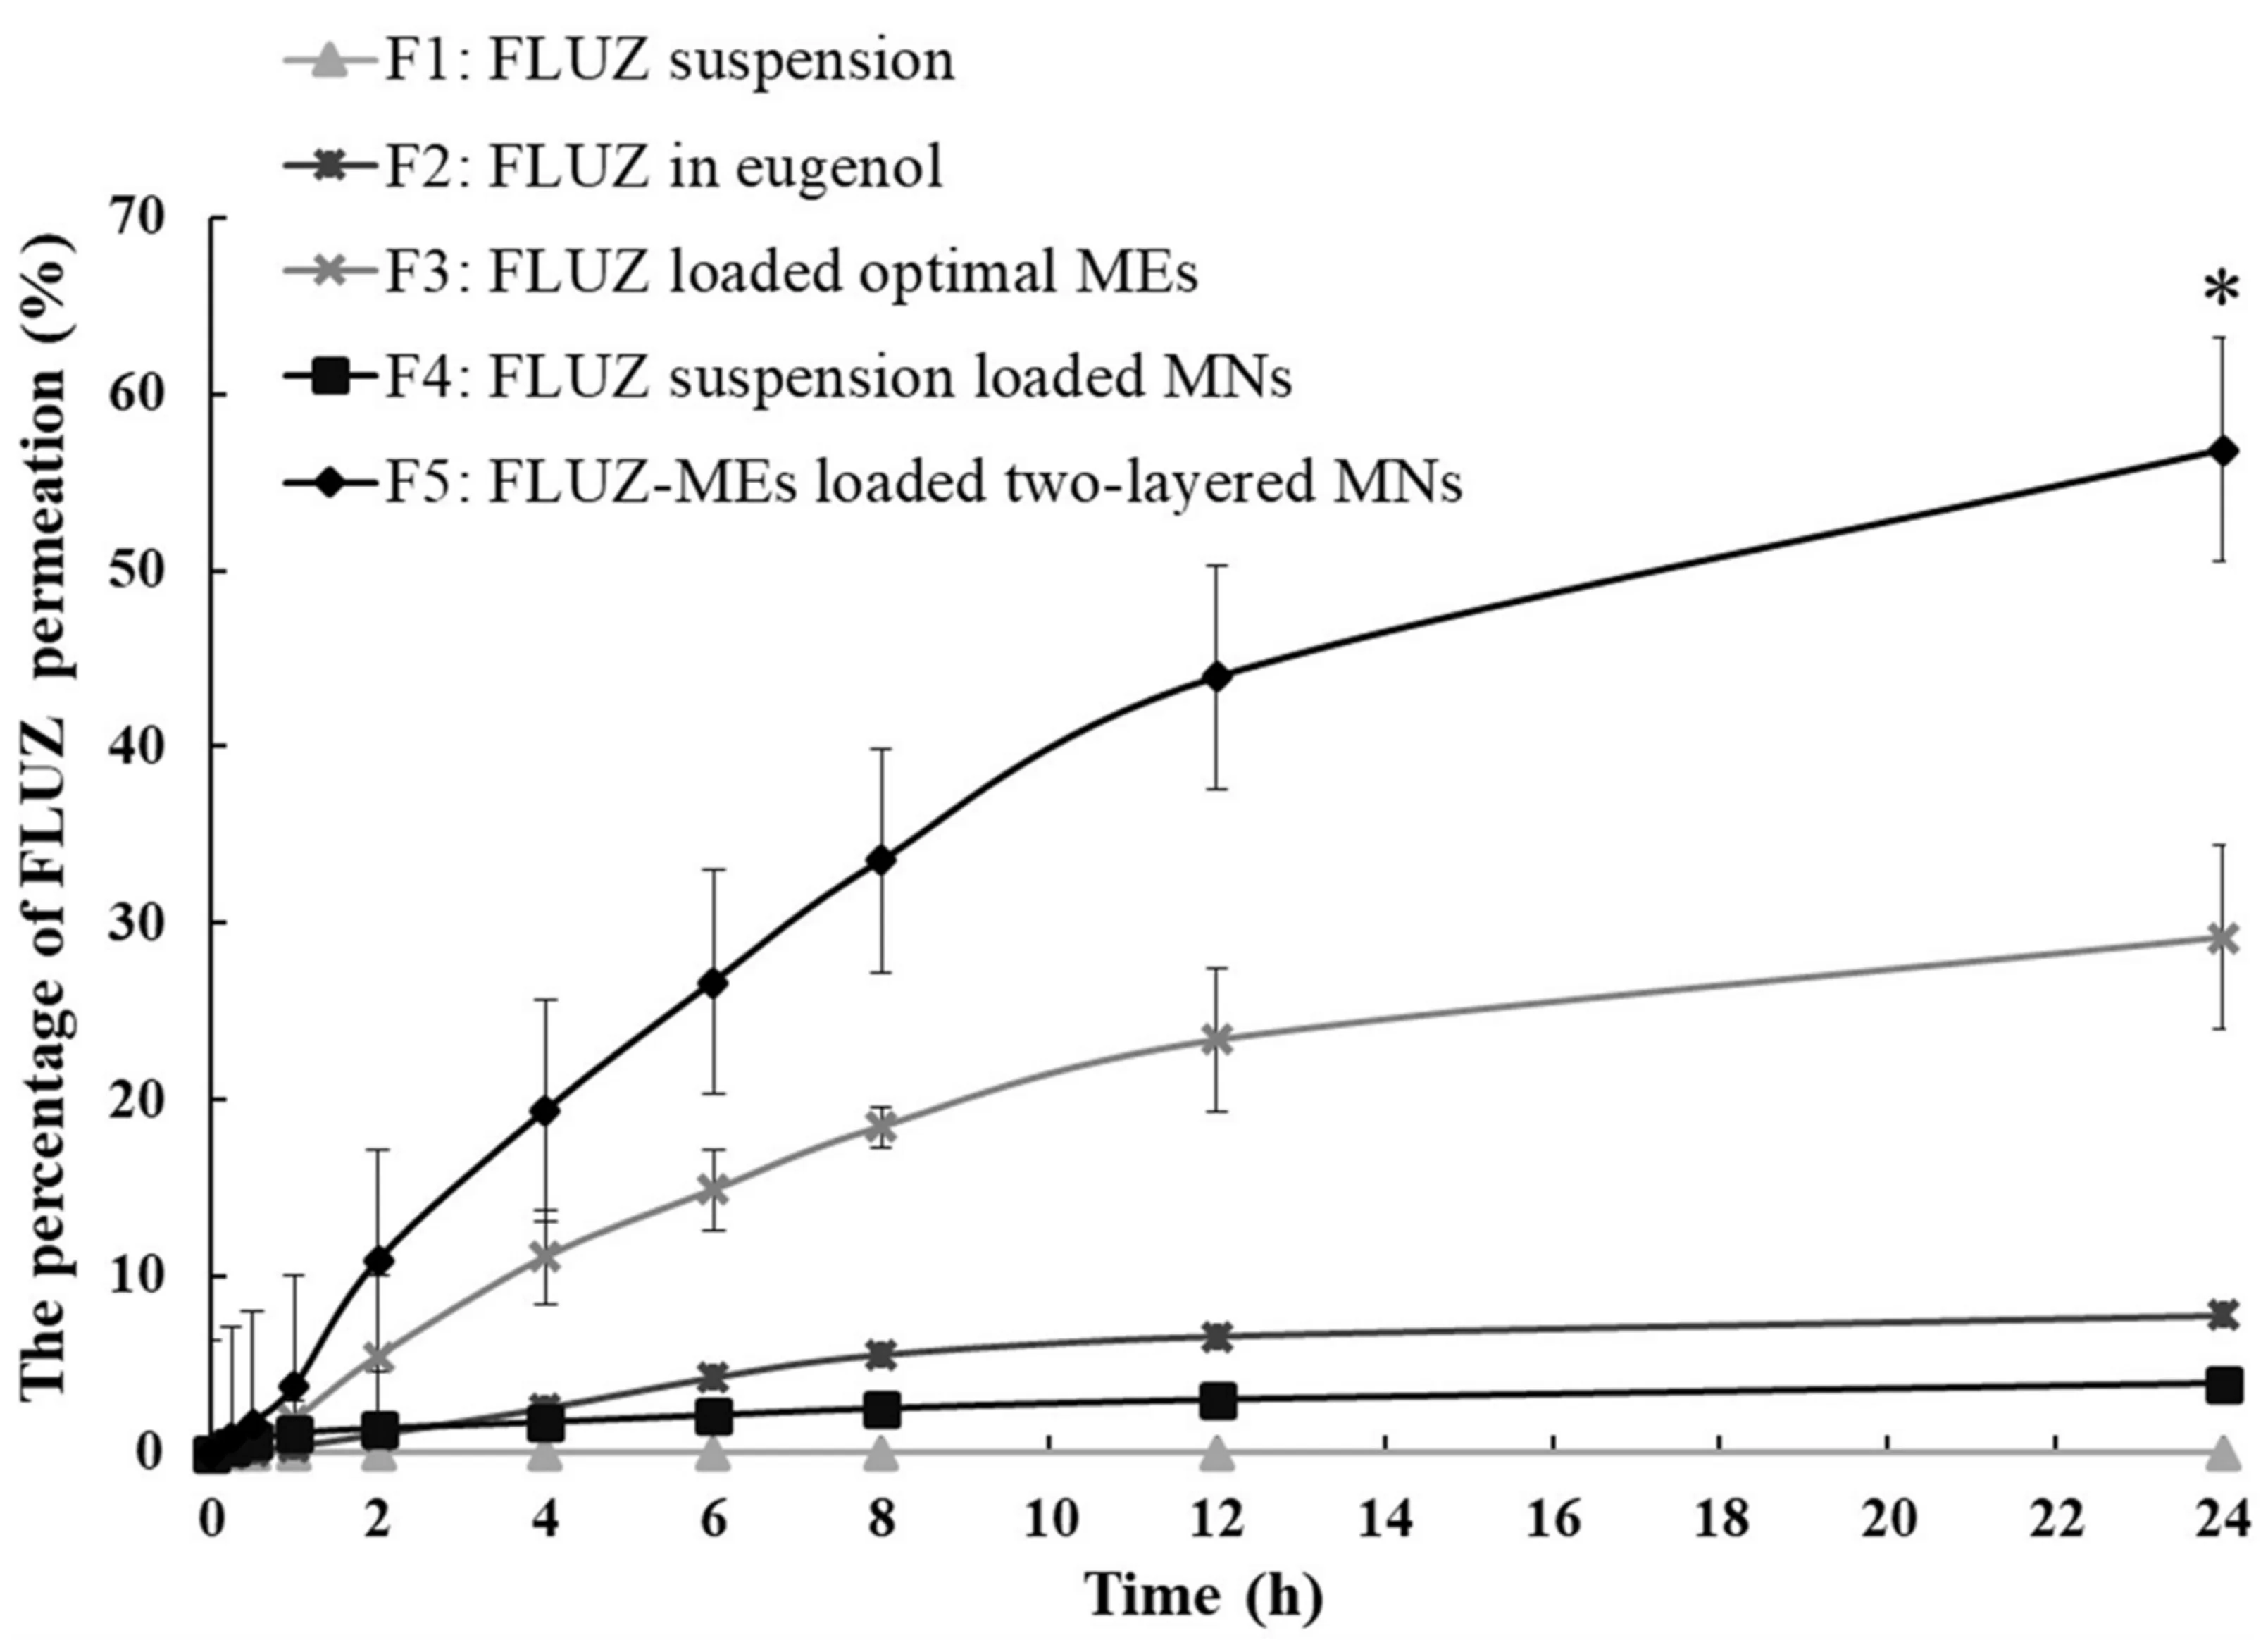 F1: FLUZ suspension
F2: FLUZ in eugenol
F3: FLUZ loaded optimal MEs
F4: FLUZ suspension loaded MNs
F5: FLUZ-MEs loaded two-layered MNs
The percentage of FLUZ permeation (%)
70
60
50
40
30
20
10
0
*
0 2 4 6 8 10 12 14 16 18 20 22 24
Time (h)